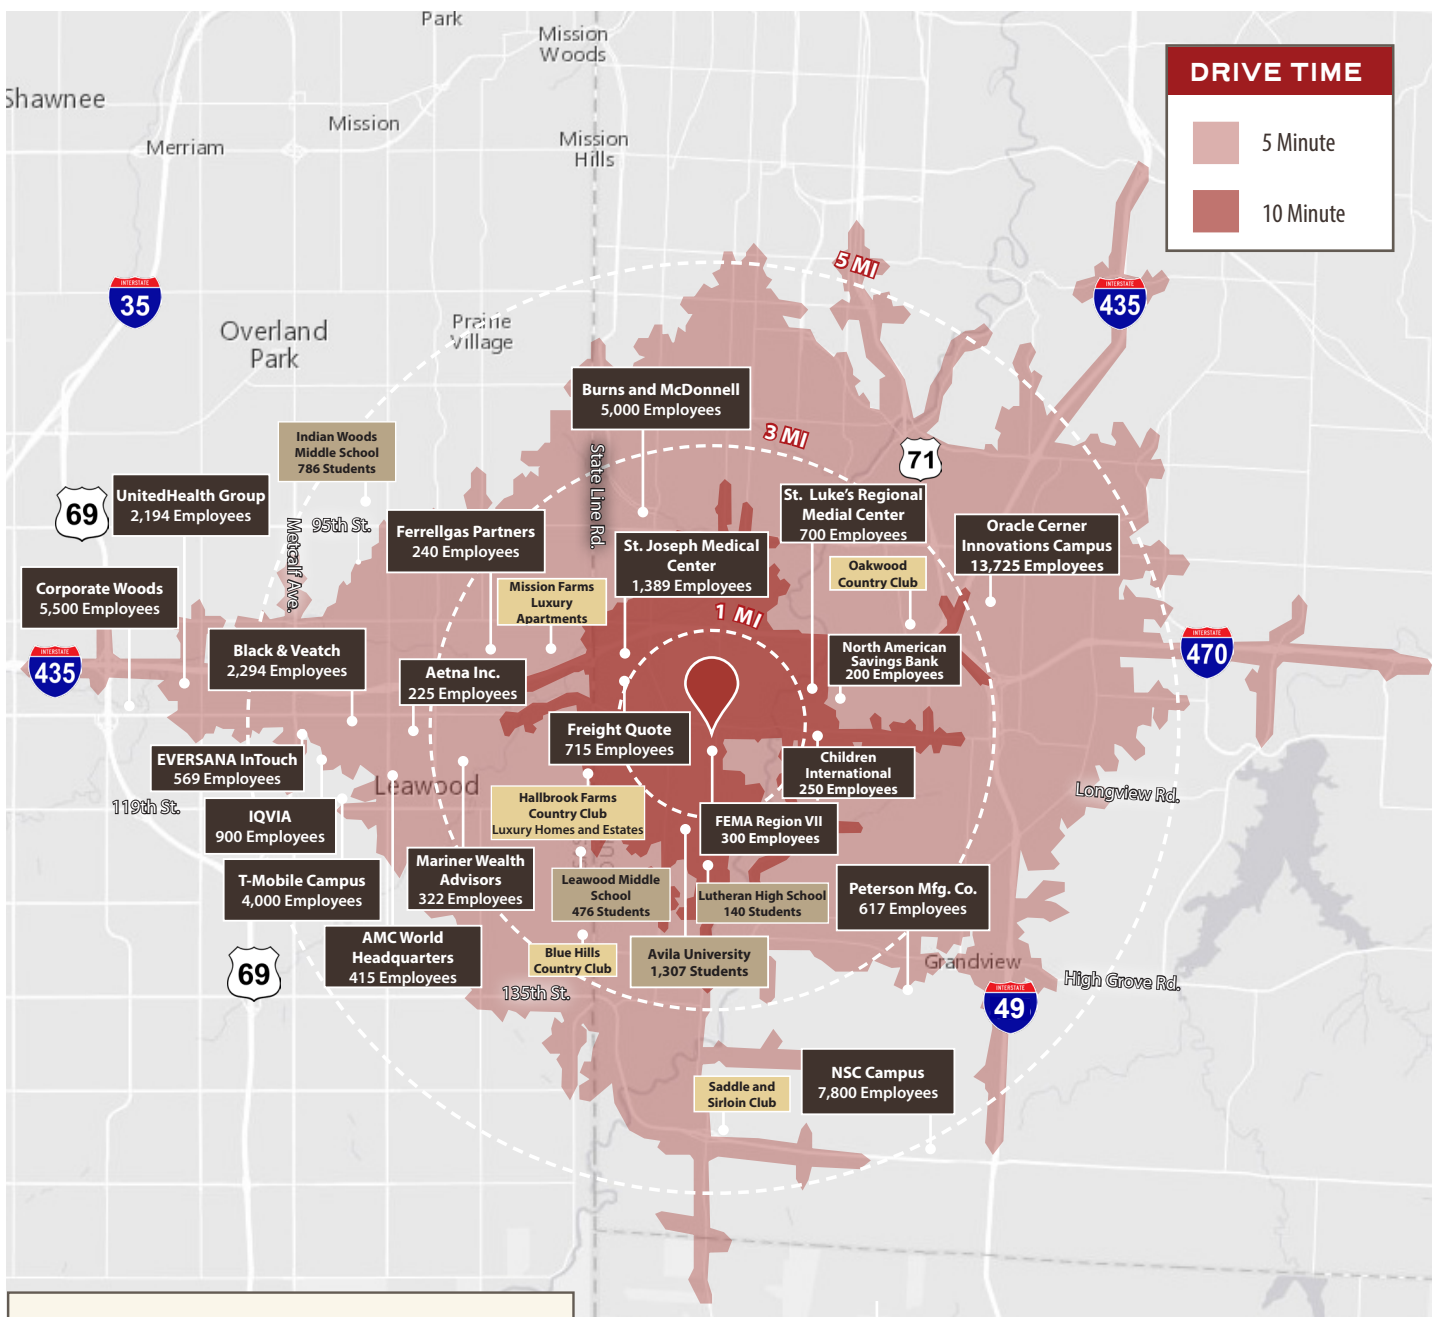 Park
Mission
Woods
Shawnee
Mission
Merriam
Mission
Hills
DRIVE TIME
5 Minute
10 Minute
5 MI
INTERSTATE
35
INTERSTATE
435
Overland
Park
Prairie
Village
Burns and McDonnell
5,000 Employees
3 MI
Indian Woods
Middle School
786 Students
71
State Line Rd.
UnitedHealth Group
2,194 Employees
69
Metcalf Ave.
95th St.
Ferrellgas Partners
240 Employees
St. Joseph Medical
Center
1,389 Employees
St. Luke's Regional
Medial Center
700 Employees
Oracle Cerner
Innovations Campus
13,725 Employees
Oakwood
Country Club
Corporate Woods
5,500 Employees
Mission Farms
Luxury
Apartments
1 MI
Black & Veatch
2,294 Employees
North American
Savings Bank
200 Employees
INTERSTATE
470
INTERSTATE
435
Aetna Inc.
225 Employees
Freight Quote
715 Employees
EVERSANA InTouch
569 Employees
Children
International
250 Employees
Leawood
119th St.
Hallbrook Farms
Country Club
Luxury Homes and Estates
Longview Rd.
IQVIA
900 Employees
FEMA Region VII
300 Employees
T-Mobile Campus
4,000 Employees
Mariner Wealth
Advisors
322 Employees
Leawood Middle
School
476 Students
Lutheran High School
140 Students
Peterson Mfg. Co.
617 Employees
AMC World
Headquarters
415 Employees
Blue Hills
Country Club
Avila University
1,307 Students
Grandview
69
135th St.
High Grove Rd.
INTERSTATE
49
NSC Campus
7,800 Employees
Saddle and
Sirloin Club